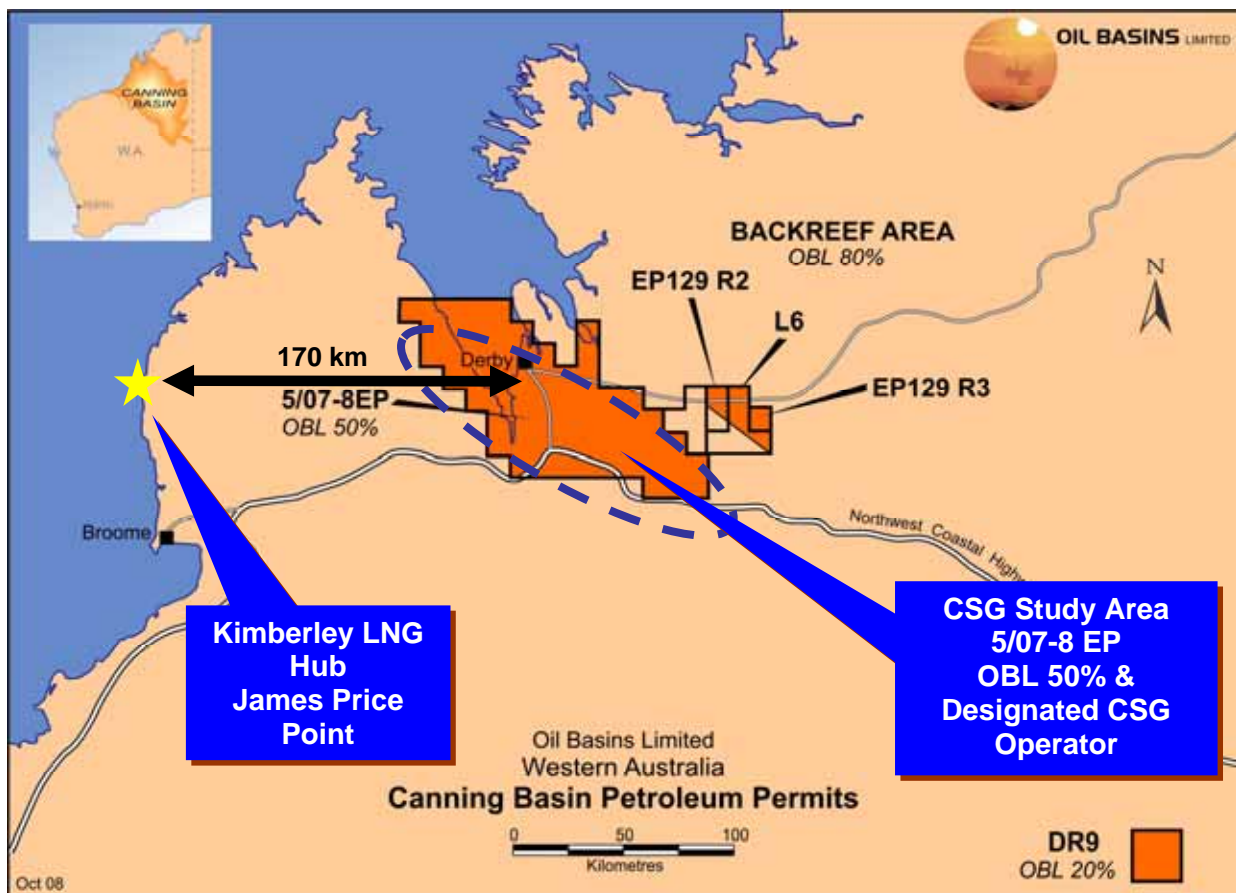 CANNING
BASIN
W.A.
PERTH
OIL BASINS LIMITED
BACKREEF AREA
OBL 80%
EP129 R2
L6
EP129 R3
N
170 km
Derby
5/07-8EP
OBL 50%
Broome
Northwest Coastal Highw
Kimberley LNG
Hub
James Price
Point
CSG Study Area
5/07-8 EP
OBL 50% &
Designated CSG
Operator
Oil Basins Limited
Western Australia
Canning Basin Petroleum Permits
0 50 100
Kilometres
DR9
OBL 20%
Oct 08